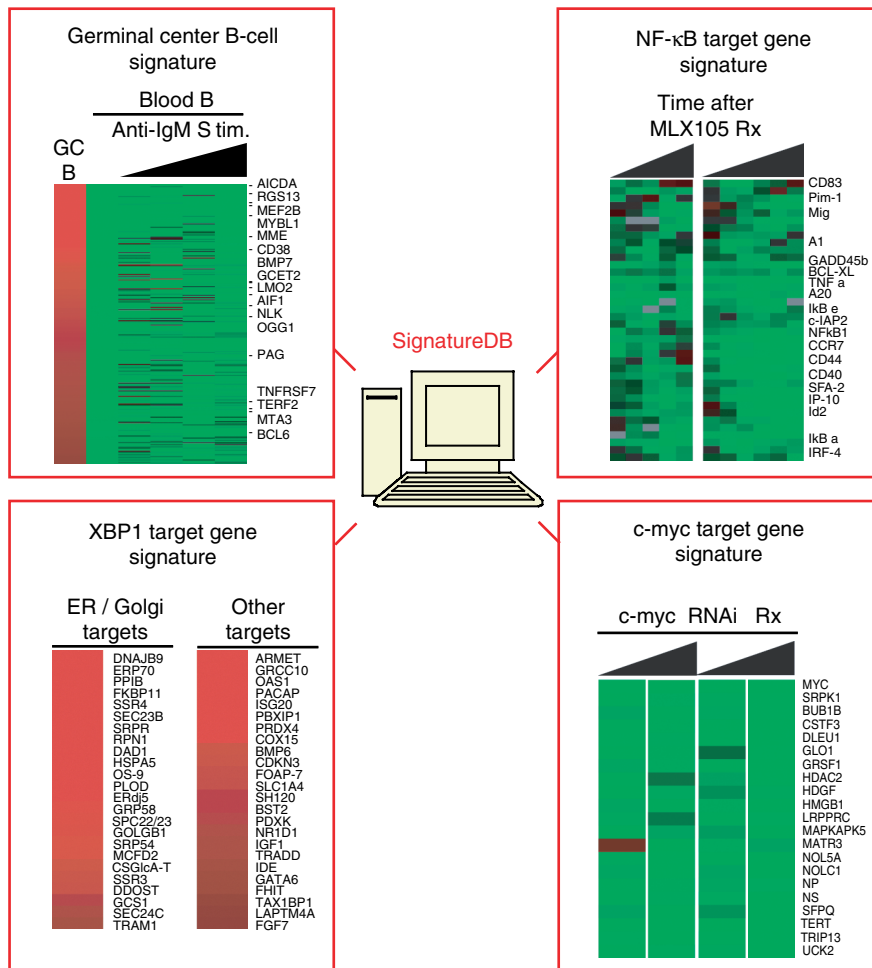 Germinal center B-cell
signature
Blood B
Anti-IgM S tim.
GC
B
AICDA
RGS13
MEF2B
MYBL1
MME
CD38
BMP7
GCET2
LMO2
AIF1
NLK
OGG1
PAG
TNFRSF7
TERF2
MTA3
BCL6
NF-κB target gene
signature
Time after
MLX105 Rx
CD83
Pim-1
Mig
A1
GADD45b
BCL-XL
TNF a
A20
IkB e
c-IAP2
NFkB1
CCR7
CD44
CD40
SFA-2
IP-10
Id2
IkB a
IRF-4
SignatureDB
XBP1 target gene
signature
ER / Golgi
targets
DNAJB9
ERP70
PPIB
FKBP11
SSR4
SEC23B
SRPR
RPN1
DAD1
HSPA5
OS-9
PLOD
ERdj5
GRP58
SPC22/23
GOLGB1
SRP54
MCFD2
CSGlcA-T
SSR3
DDOST
GCS1
SEC24C
TRAM1
Other
targets
ARMET
GRCC10
OAS1
PACAP
ISG20
PBXIP1
PRDX4
COX15
BMP6
CDKN3
FOAP-7
SLC1A4
SH120
BST2
PDXK
NR1D1
IGF1
TRADD
IDE
GATA6
FHIT
TAX1BP1
LAPTM4A
FGF7
c-myc target gene
signature
c-myc RNAi Rx
MYC
SRPK1
BUB1B
CSTF3
DLEU1
GLO1
GRSF1
HDAC2
HDGF
HMGB1
LRPPRC
MAPKAPK5
MATR3
NOL5A
NOLC1
NP
NS
SFPQ
TERT
TRIP13
UCK2